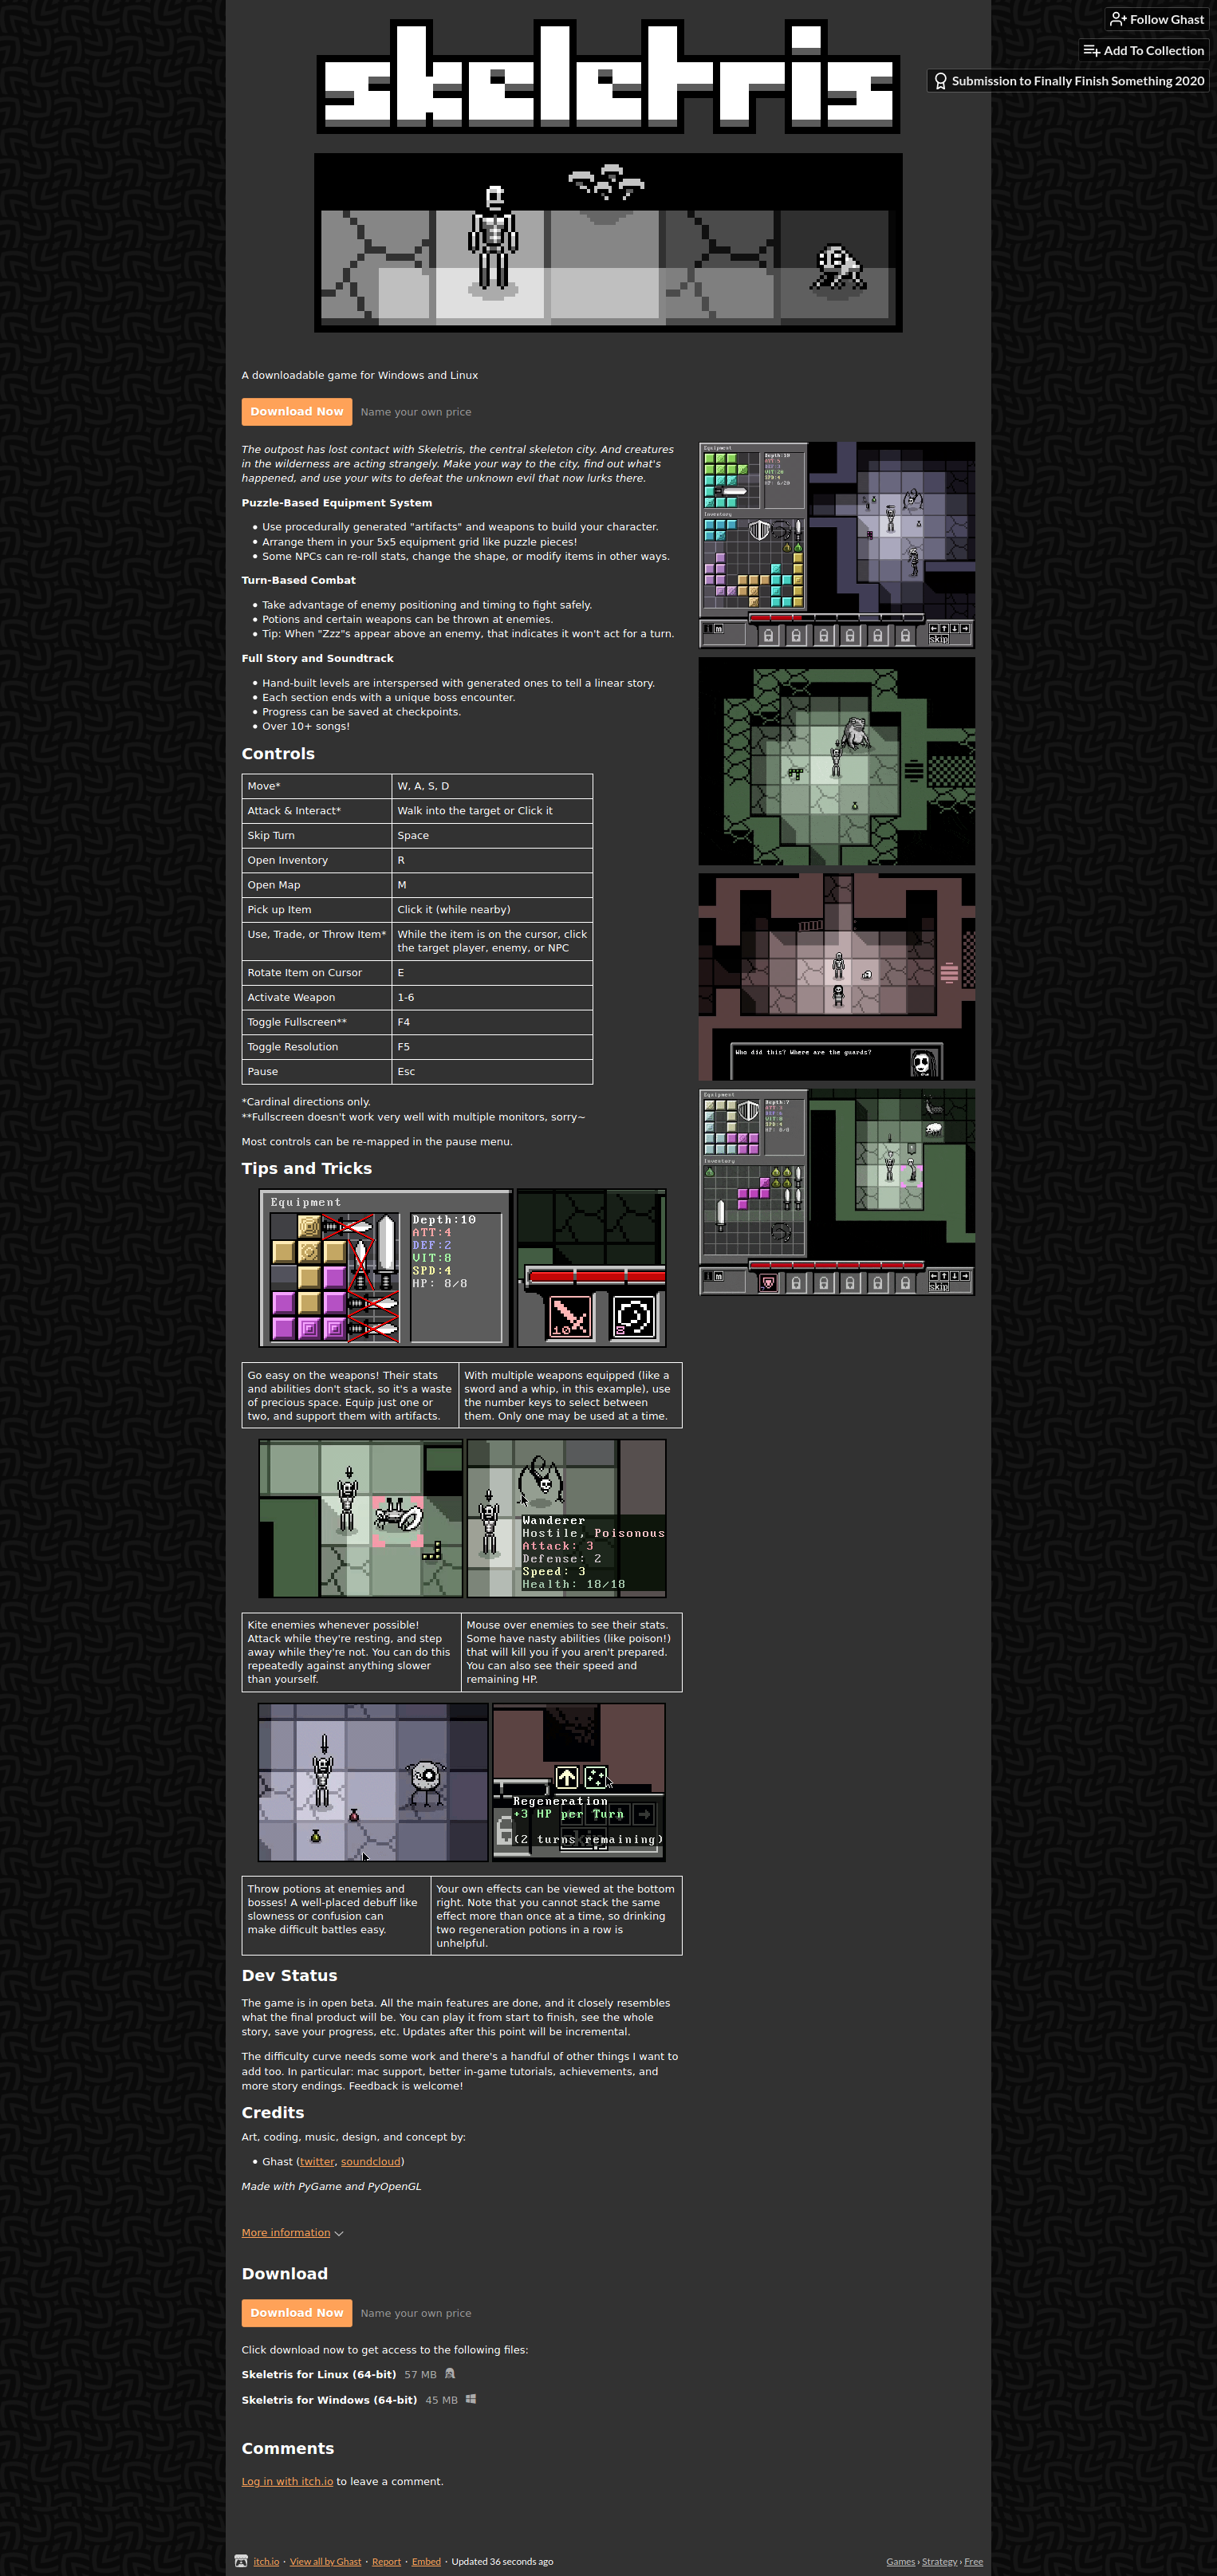 Follow Ghast
Add To Collection
Submission to Finally Finish Something 2020
skeletris
A downloadable game for Windows and Linux
Download Now Name your own price
The outpost has lost contact with Skeletris, the central skeleton city. And creatures
in the wilderness are acting strangely. Make your way to the city, find out what's
happened, and use your wits to defeat the unknown evil that now lurks there.
Puzzle-Based Equipment System
Use procedurally generated "artifacts" and weapons to build your character.
Arrange them in your 5x5 equipment grid like puzzle pieces!
Some NPCs can re-roll stats, change the shape, or modify items in other ways.
Turn-Based Combat
Take advantage of enemy positioning and timing to fight safely.
Potions and certain weapons can be thrown at enemies.
Tip: When "Zzz"s appear above an enemy, that indicates it won't act for a turn.
Full Story and Soundtrack
Hand-built levels are interspersed with generated ones to tell a linear story.
Each section ends with a unique boss encounter.
Progress can be saved at checkpoints.
Over 10+ songs!
Controls
Move* W, A, S, D
Attack & Interact* Walk into the target or Click it
Skip Turn Space
Open Inventory R
Open Map M
Pick up Item Click it (while nearby)
Use, Trade, or Throw Item* While the item is on the cursor, click
the target player, enemy, or NPC
Rotate Item on Cursor E
Activate Weapon 1-6
Toggle Fullscreen** F4
Toggle Resolution F5
Pause Esc
*Cardinal directions only.
**Fullscreen doesn't work very well with multiple monitors, sorry~
Most controls can be re-mapped in the pause menu.
Tips and Tricks
Equipment
Depth:10
ATT:4
DEF:2
VIT:8
SPD:4
HP: 8/8
10 8
Go easy on the weapons! Their stats
and abilities don't stack, so it's a waste
of precious space. Equip just one or
two, and support them with artifacts.
With multiple weapons equipped (like a
sword and a whip, in this example), use
the number keys to select between
them. Only one may be used at a time.
Wanderer
Hostile, Poisonous
Attack: 3
Defense: 2
Speed: 3
Health: 18/18
Kite enemies whenever possible!
Attack while they're resting, and step
away while they're not. You can do this
repeatedly against anything slower
than yourself.
Mouse over enemies to see their stats.
Some have nasty abilities (like poison!)
that will kill you if you aren't prepared.
You can also see their speed and
remaining HP.
Regeneration
+3 HP per Turn
(2 turns remaining)
Throw potions at enemies and
bosses! A well-placed debuff like
slowness or confusion can
make difficult battles easy.
Your own effects can be viewed at the bottom
right. Note that you cannot stack the same
effect more than once at a time, so drinking
two regeneration potions in a row is
unhelpful.
Dev Status
The game is in open beta. All the main features are done, and it closely resembles
what the final product will be. You can play it from start to finish, see the whole
story, save your progress, etc. Updates after this point will be incremental.
The difficulty curve needs some work and there's a handful of other things I want to
add too. In particular: mac support, better in-game tutorials, achievements, and
more story endings. Feedback is welcome!
Credits
Art, coding, music, design, and concept by:
Ghast (twitter, soundcloud)
Made with PyGame and PyOpenGL
More information
Download
Download Now Name your own price
Click download now to get access to the following files:
Skeletris for Linux (64-bit) 57 MB
Skeletris for Windows (64-bit) 45 MB
Comments
Log in with itch.io to leave a comment.
itch.io · View all by Ghast · Report · Embed · Updated 36 seconds ago
Games › Strategy › Free
Equipment
Inventory
skip
Who did this? Where are the guards?
Equipment
Inventory
skip